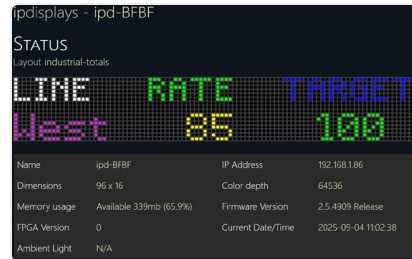 ipdisplays - ipd-BFBF
STATUS
Layout industrial-totals
LINE RATE TARGET
West 85 100
Name ipd-BFBF IP Address 192.168.1.86
Dimensions 96 x 16 Color depth 64536
Memory usage Available 339mb (65.9%) Firmware Version 2.5.4909 Release
FPGA Version 0 Current Date/Time 2025-09-04 11:02:38
Ambient Light N/A